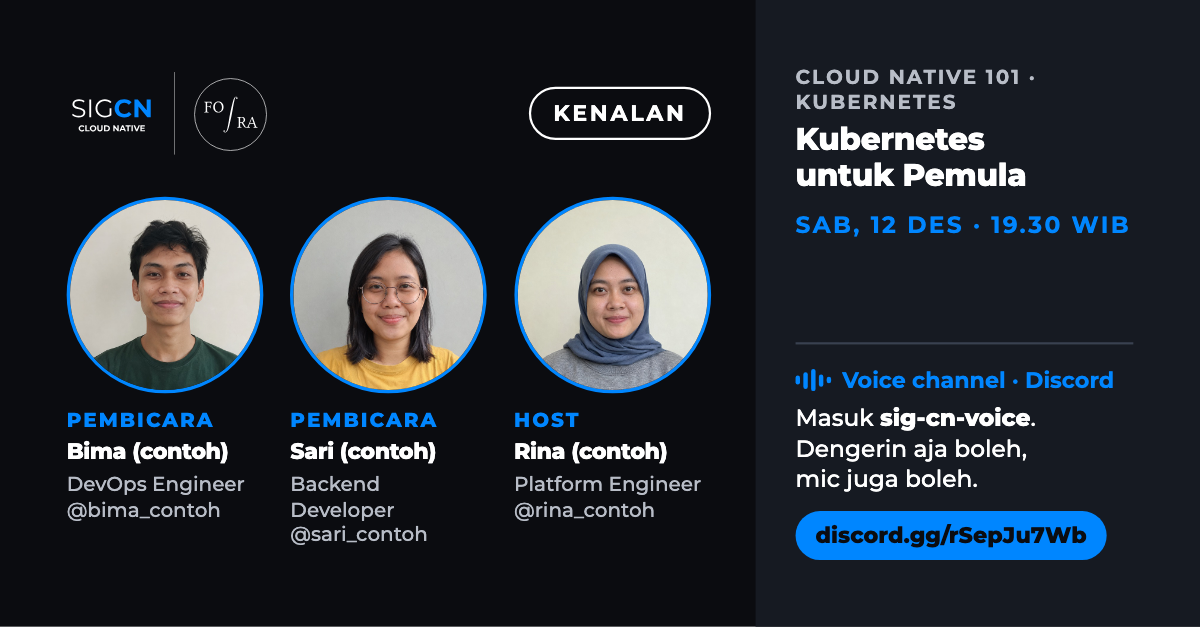 SIGCN
CLOUD NATIVE
FO
RA
KENALAN
PEMBICARA
Bima (contoh)
DevOps Engineer
@bima_contoh
PEMBICARA
Sari (contoh)
Backend
Developer
@sari_contoh
HOST
Rina (contoh)
Platform Engineer
@rina_contoh
CLOUD NATIVE 101 ·
KUBERNETES
Kubernetes
untuk Pemula
SAB, 12 DES · 19.30 WIB
Voice channel · Discord
Masuk sig-cn-voice.
Dengerin aja boleh,
mic juga boleh.
discord.gg/rSepJu7Wb